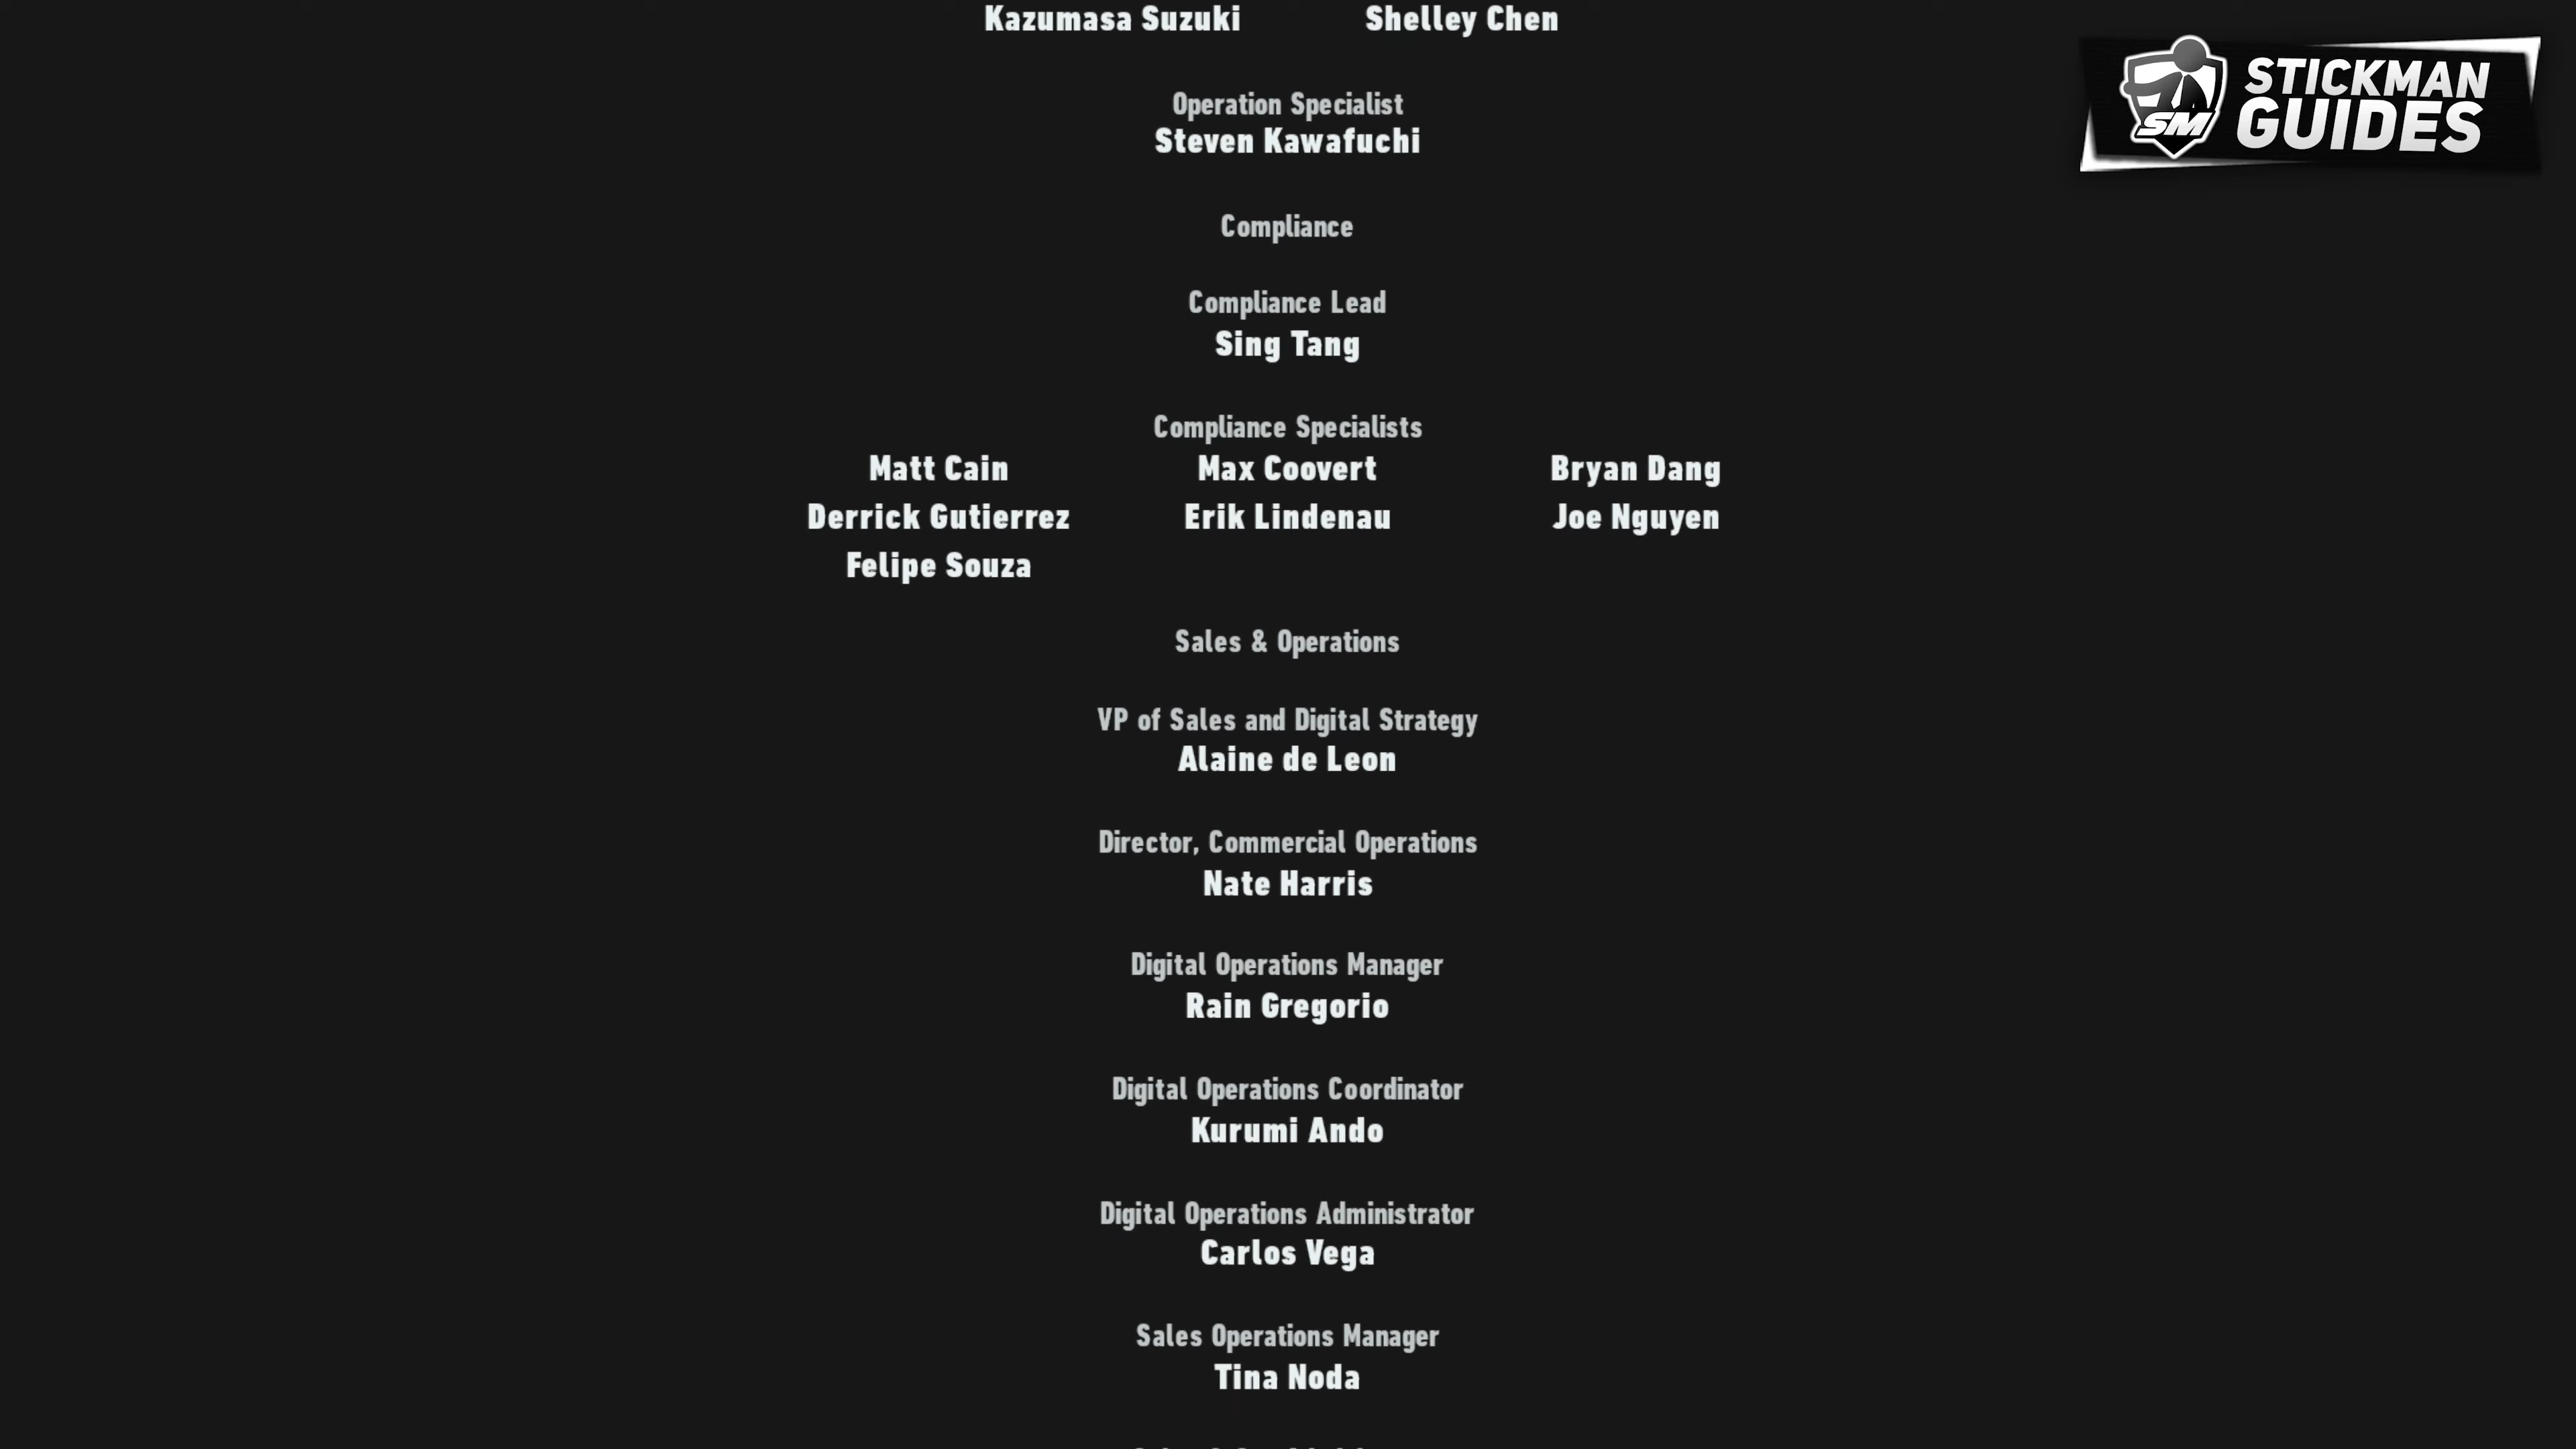 Kazumasa Suzuki Shelley Chen
STICKMAN
GUIDES
SM
Operation Specialist
Steven Kawafuchi
Compliance
Compliance Lead
Sing Tang
Compliance Specialists
Matt Cain Max Coovert Bryan Dang
Derrick Gutierrez Erik Lindenau Joe Nguyen
Felipe Souza
Sales & Operations
VP of Sales and Digital Strategy
Alaine de Leon
Director, Commercial Operations
Nate Harris
Digital Operations Manager
Rain Gregorio
Digital Operations Coordinator
Kurumi Ando
Digital Operations Administrator
Carlos Vega
Sales Operations Manager
Tina Noda